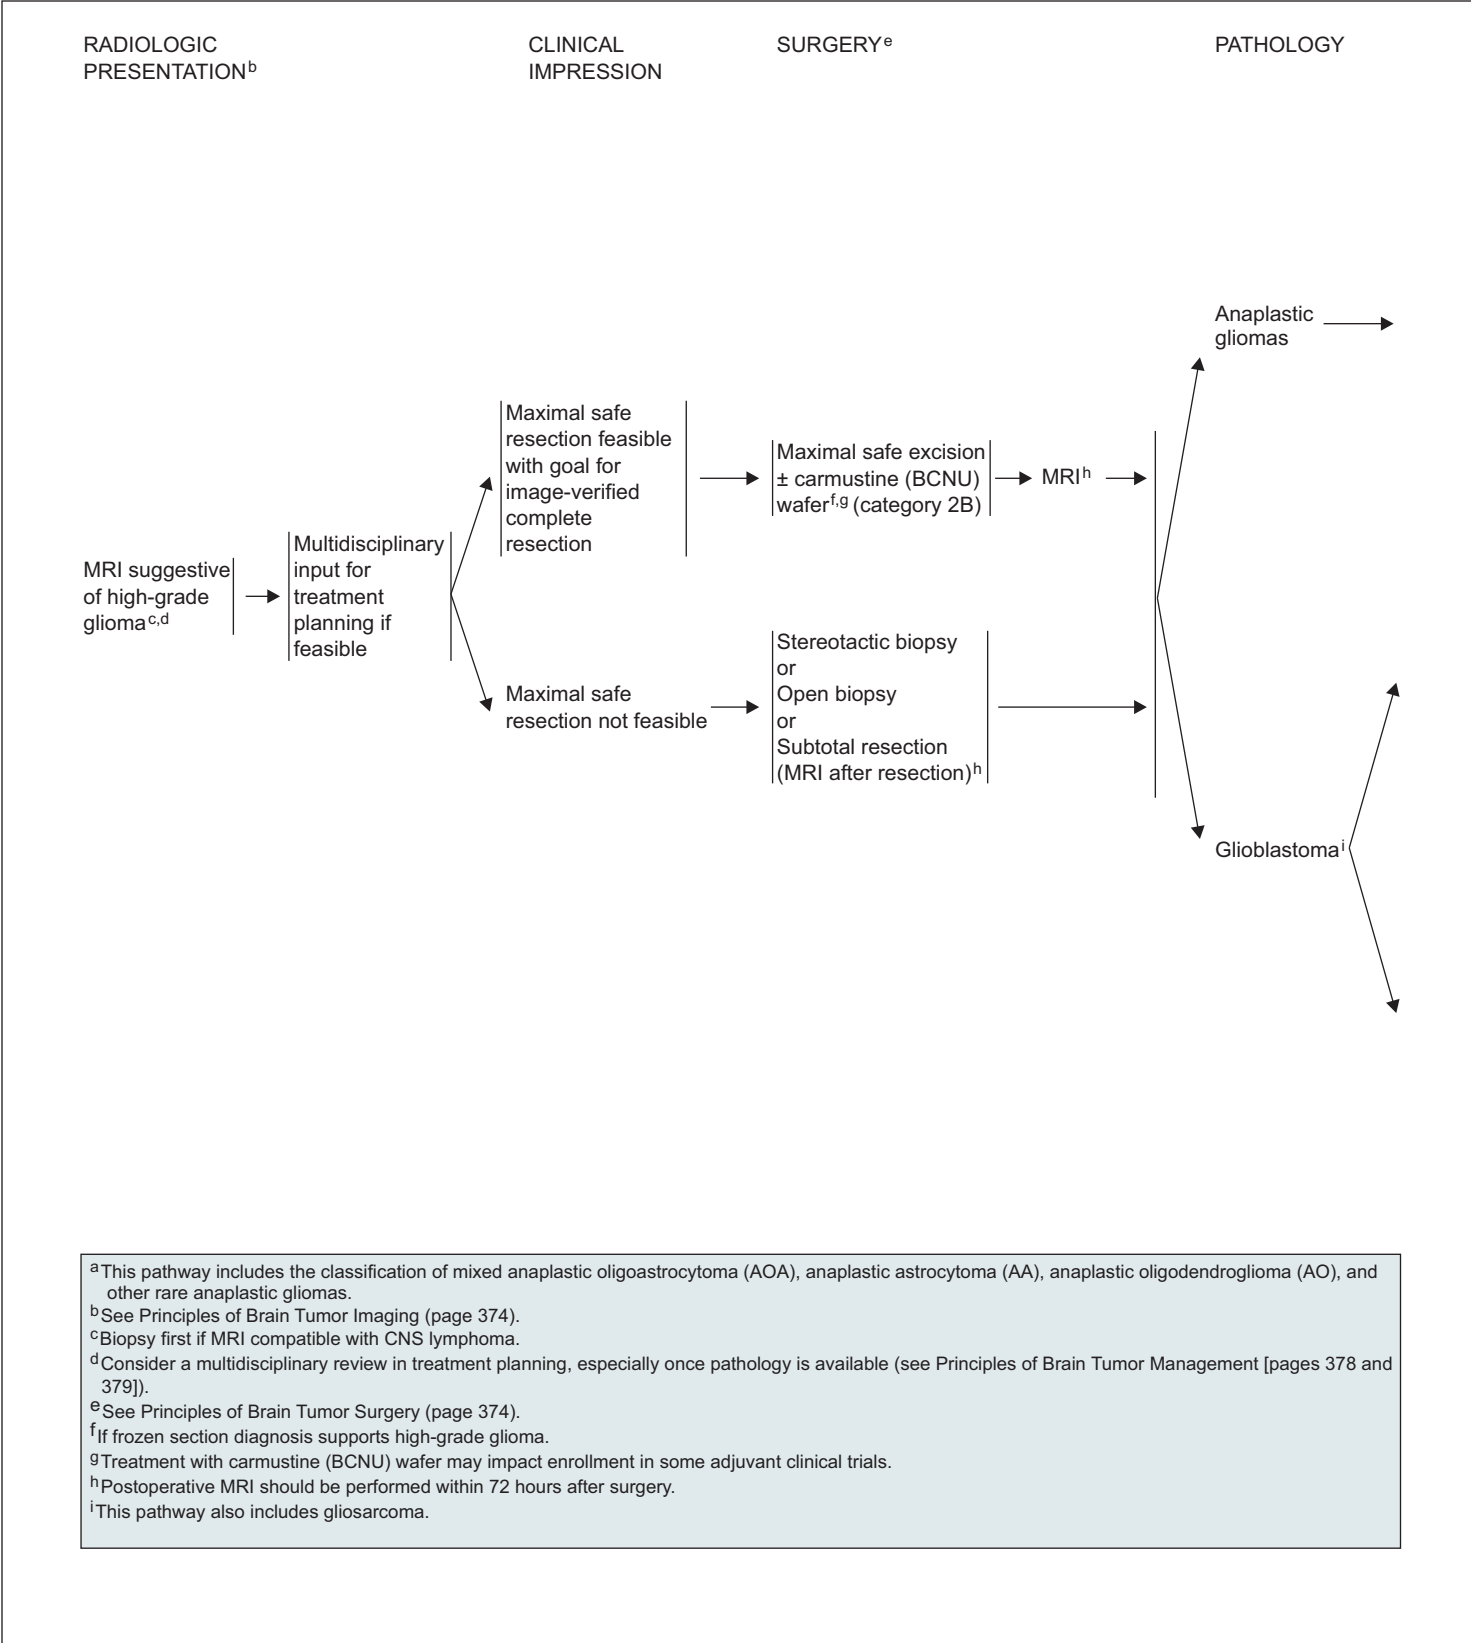 RADIOLOGIC
PRESENTATIONb
CLINICAL
IMPRESSION
SURGERYe
PATHOLOGY
MRI suggestive
of high-grade
gliomac,d
Multidisciplinary
input for
treatment
planning if
feasible
Maximal safe
resection feasible
with goal for
image-verified
complete
resection
Maximal safe excision
± carmustine (BCNU)
waferf,g (category 2B)
MRIh
Maximal safe
resection not feasible
Stereotactic biopsy
or
Open biopsy
or
Subtotal resection
(MRI after resection)h
Anaplastic
gliomas
Glioblastomai
aThis pathway includes the classification of mixed anaplastic oligoastrocytoma (AOA), anaplastic astrocytoma (AA), anaplastic oligodendroglioma (AO), and
other rare anaplastic gliomas.
bSee Principles of Brain Tumor Imaging (page 374).
cBiopsy first if MRI compatible with CNS lymphoma.
dConsider a multidisciplinary review in treatment planning, especially once pathology is available (see Principles of Brain Tumor Management [pages 378 and
379]).
eSee Principles of Brain Tumor Surgery (page 374).
fIf frozen section diagnosis supports high-grade glioma.
gTreatment with carmustine (BCNU) wafer may impact enrollment in some adjuvant clinical trials.
hPostoperative MRI should be performed within 72 hours after surgery.
iThis pathway also includes gliosarcoma.